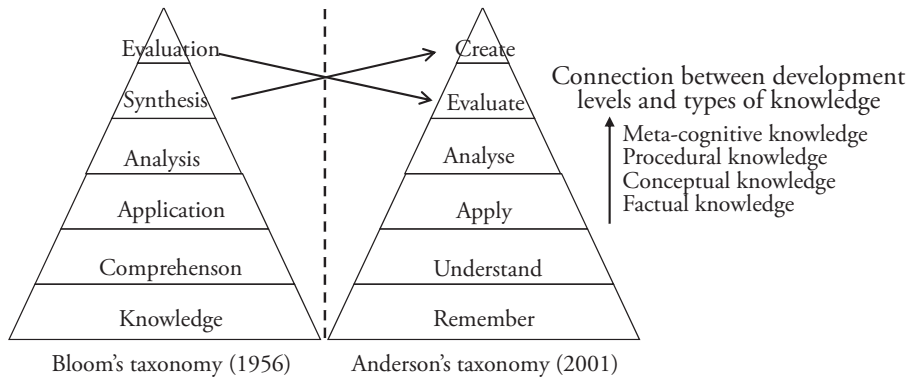 Evaluation
Synthesis
Analysis
Application
Comprehenson
Knowledge
Bloom's taxonomy (1956)
Create
Evaluate
Analyse
Apply
Understand
Remember
Anderson's taxonomy (2001)
Connection between development
levels and types of knowledge
Meta-cognitive knowledge
Procedural knowledge
Conceptual knowledge
Factual knowledge